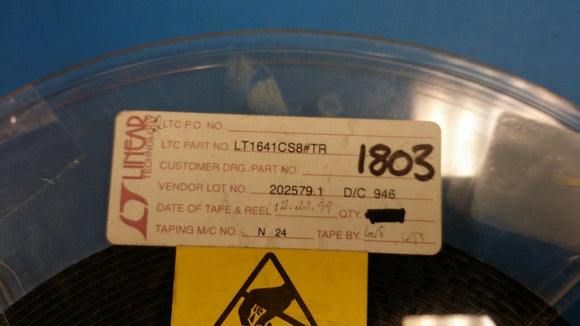 LINEAR
TECHNOLOGY
LTC P.O. NO.
LTC PART NO. LT1641CS8#TR
CUSTOMER DRG./PART NO. 1803
VENDOR LOT NO. 202579.1 D/C 946
DATE OF TAPE & REEL 12.22.99 QTY.
TAPING M/C NO. N 24 TAPE BY.